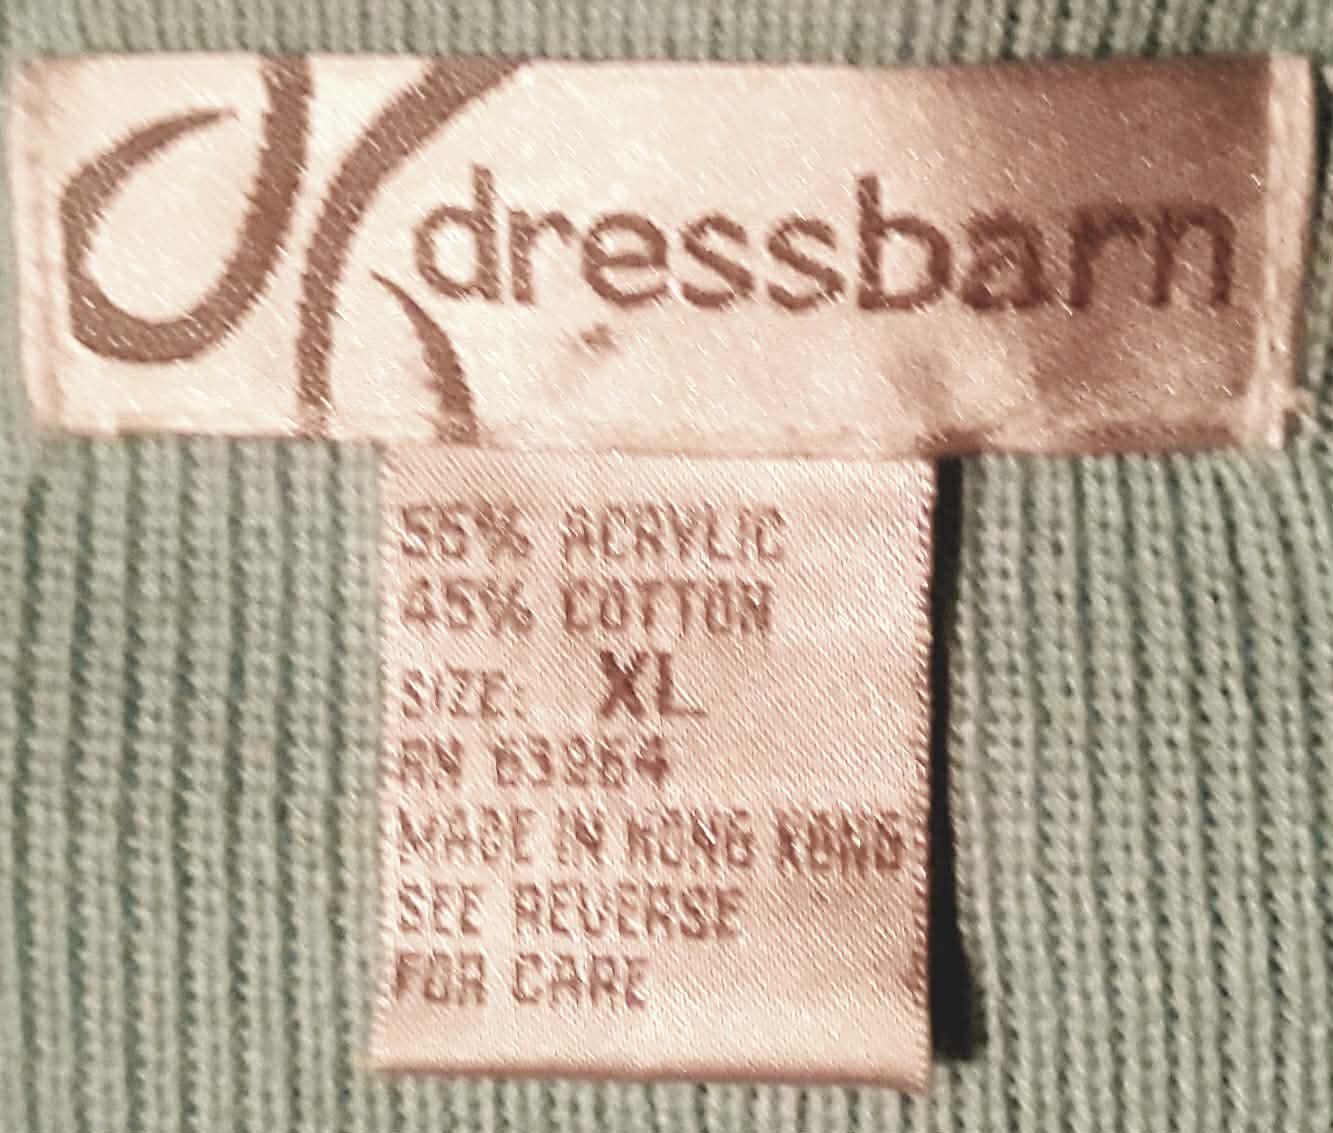 dressbarn
55% ACRYLIC
45% COTTON
SIZE: XL
RN 63964
MADE IN HONG KONG
SEE REVERSE
FOR CARE